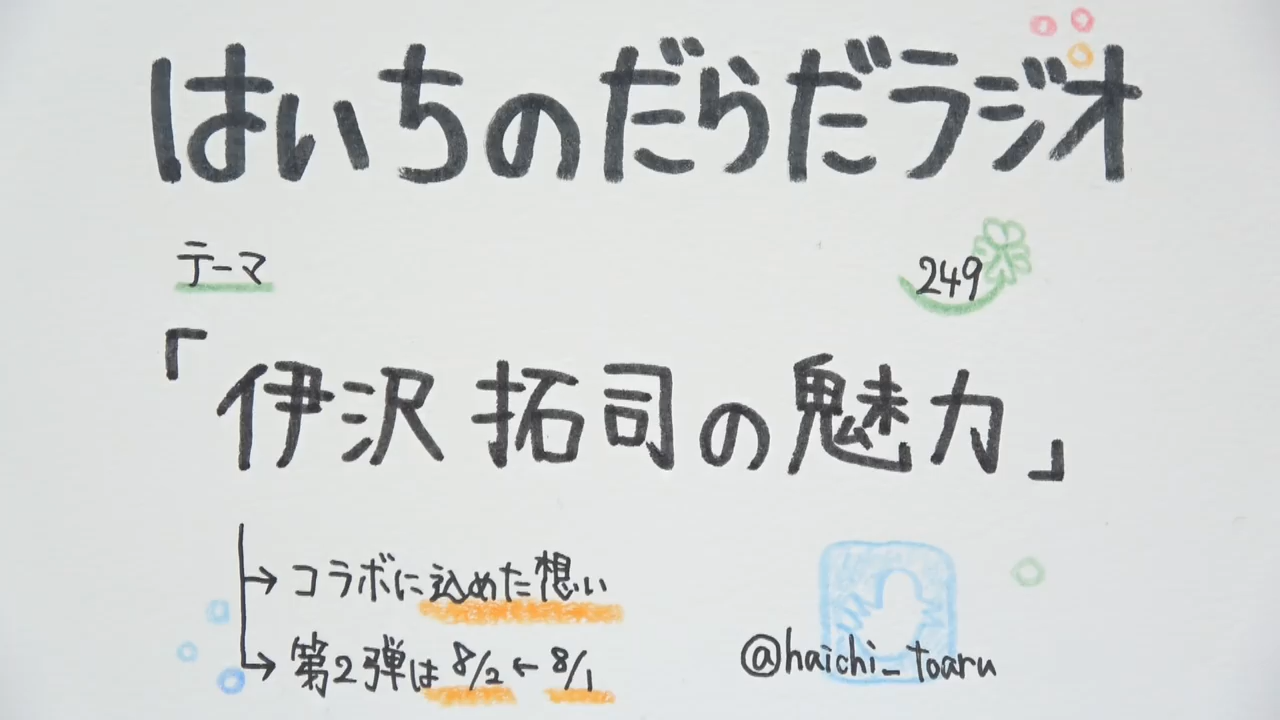 はいちのだらだラジオ
テーマ
249
「伊沢拓司の魅力」
→コラボに込めた想い
→第2弾は8/2←8/1
@haichi_toaru